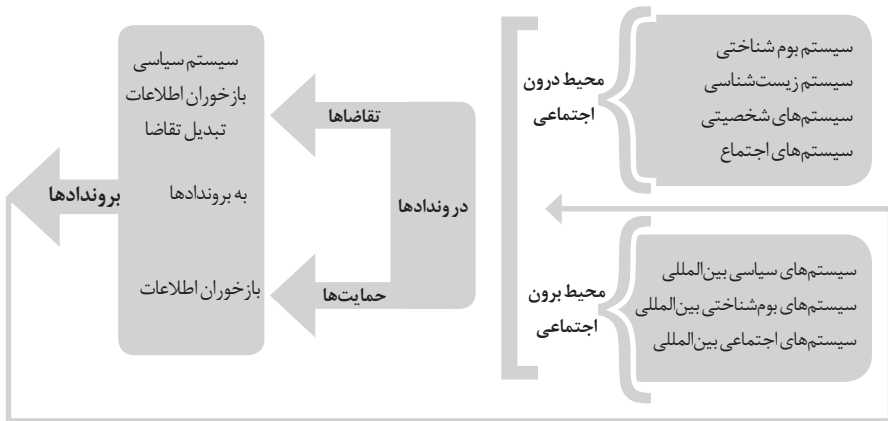 سیستم بوم شناختی
سیستم زیست‌شناسی
سیستم‌های شخصیتی
سیستم‌های اجتماع
محیط درون
اجتماعی
سیستم‌های سیاسی بین‌المللی
سیستم‌های بوم‌شناختی بین‌المللی
سیستم‌های اجتماعی بین‌المللی
محیط برون
اجتماعی
دروندادها
تقاضاها
حمایت‌ها
سیستم سیاسی
بازخوران اطلاعات
تبدیل تقاضا
به بروندادها
بازخوران اطلاعات
بروندادها